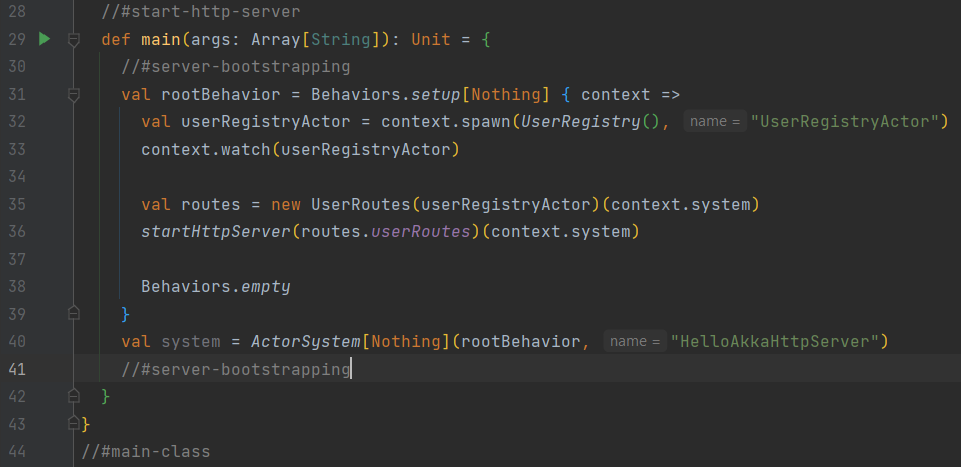 28 //#start-http-server
29 def main(args: Array[String]): Unit = {
30 //#server-bootstrapping
31 val rootBehavior = Behaviors.setup[Nothing] { context =>
32 val userRegistryActor = context.spawn(UserRegistry(), name = "UserRegistryActor")
33 context.watch(userRegistryActor)
34
35 val routes = new UserRoutes(userRegistryActor)(context.system)
36 startHttpServer(routes.userRoutes)(context.system)
37
38 Behaviors.empty
39 }
40 val system = ActorSystem[Nothing](rootBehavior, name = "HelloAkkaHttpServer")
41 //#server-bootstrapping
42 }
43 }
44 //#main-class